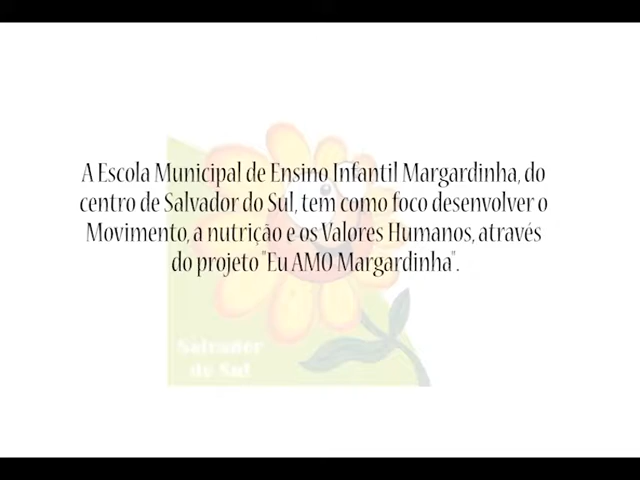 A Escola Municipal de Ensino Infantil Margardinha, do
centro de Salvador do Sul, tem como foco desenvolver o
Movimento, a nutrição e os Valores Humanos, através
do projeto "Eu AMO Margardinha".
Salvador
do Sul